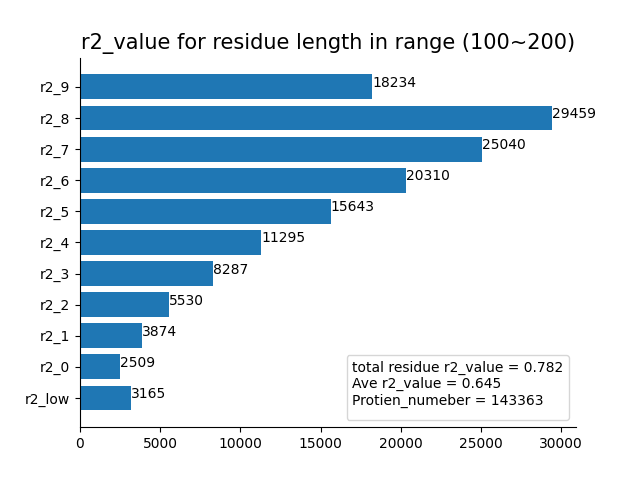 r2_value for residue length in range (100~200)
r2_9 18234
r2_8 29459
r2_7 25040
r2_6 20310
r2_5 15643
r2_4 11295
r2_3 8287
r2_2 5530
r2_1 3874
r2_0 2509
r2_low 3165
total residue r2_value = 0.782
Ave r2_value = 0.645
Protien_numeber = 143363
0 5000 10000 15000 20000 25000 30000